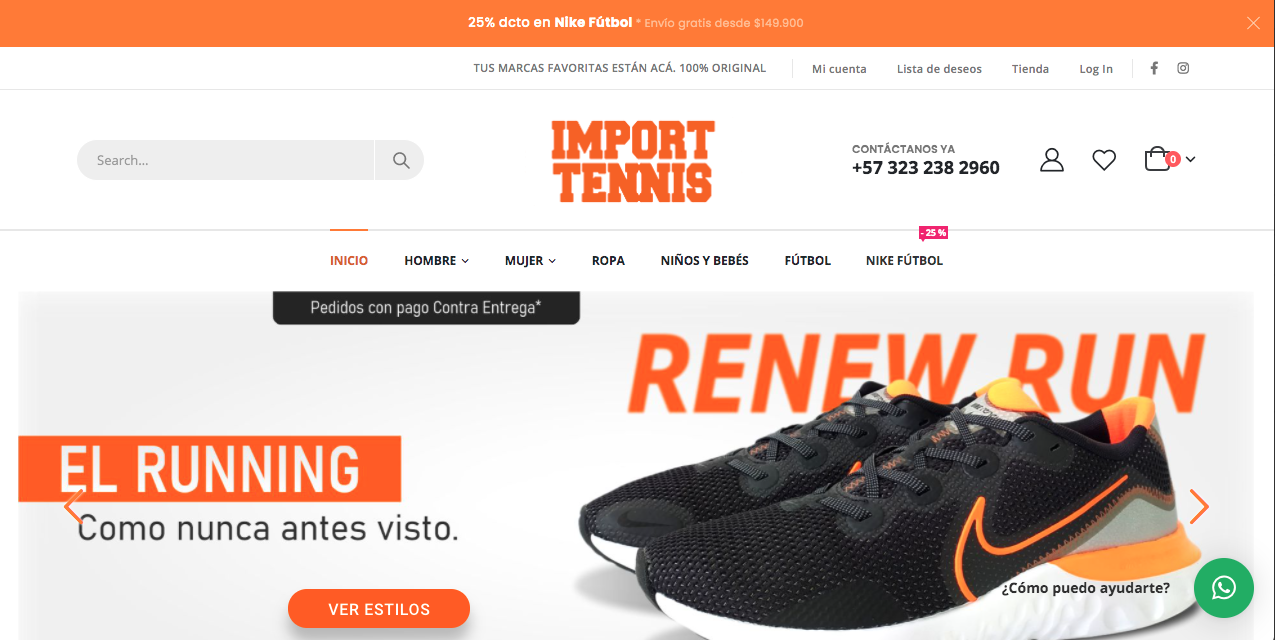 25% dcto en Nike Fútbol * Envío gratis desde $149.900
TUS MARCAS FAVORITAS ESTÁN ACÁ. 100% ORIGINAL
Mi cuenta
Lista de deseos
Tienda
Log In
Search...
IMPORT
TENNIS
CONTÁCTANOS YA
+57 323 238 2960
0
- 25 %
INICIO
HOMBRE
MUJER
ROPA
NIÑOS Y BEBÉS
FÚTBOL
NIKE FÚTBOL
Pedidos con pago Contra Entrega*
RENEW RUN
EL RUNNING
Como nunca antes visto.
VER ESTILOS
¿Cómo puedo ayudarte?